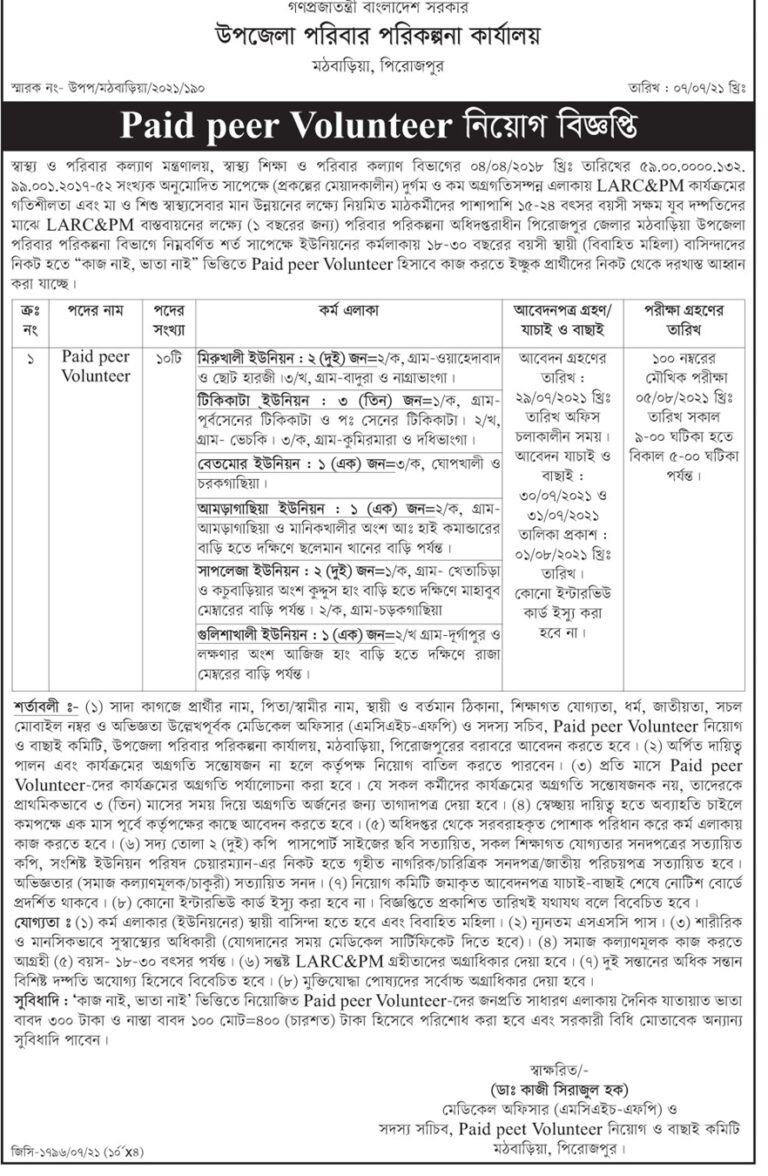 গণপ্রজাতন্ত্রী বাংলাদেশ সরকার
উপজেলা পরিবার পরিকল্পনা কার্যালয়
মঠবাড়িয়া, পিরোজপুর
স্মারক নং- উপপ/মঠবাড়িয়া/২০২১/১৯০
তারিখ : ০৭/০৭/২১ খ্রিঃ
Paid peer Volunteer নিয়োগ বিজ্ঞপ্তি
স্বাস্থ্য ও পরিবার কল্যাণ মন্ত্রণালয়, স্বাস্থ্য শিক্ষা ও পরিবার কল্যাণ বিভাগের ০৪/০৪/২০১৮ খ্রিঃ তারিখের ৫৯.০০.০০০০.১৩২.
৯৯.০০১.২০১৭-৫২ সংখ্যক অনুমোদিত সাপেক্ষে (প্রকল্পের মেয়াদকালীন) দুর্গম ও কম অগ্রগতিসম্পন্ন এলাকায় LARC&PM কার্যক্রমের
গতিশীলতা এবং মা ও শিশু স্বাস্থ্যসেবার মান উন্নয়নের লক্ষ্যে নিয়মিত মাঠকর্মীদের পাশাপাশি ১৫-২৪ বৎসর বয়সী সক্ষম যুব দম্পতিদের
মাঝে LARC&PM বাস্তবায়নের লক্ষ্যে (১ বছরের জন্য) পরিবার পরিকল্পনা অধিদপ্তরাধীন পিরোজপুর জেলার মঠবাড়িয়া উপজেলা
পরিবার পরিকল্পনা বিভাগে নিম্নবর্ণিত শর্ত সাপেক্ষে ইউনিয়নের কর্মলাকায় ১৮-৩০ বছরের বয়সী স্থায়ী (বিবাহিত মহিলা) বাসিন্দাদের
নিকট হতে “কাজ নাই, ভাতা নাই” ভিত্তিতে Paid peer Volunteer হিসাবে কাজ করতে ইচ্ছুক প্রার্থীদের নিকট থেকে দরখাস্ত আহ্বান
করা যাচ্ছে।
ক্রঃ নং
পদের নাম
পদের সংখ্যা
কর্ম এলাকা
আবেদনপত্র গ্রহণ/
যাচাই ও বাছাই
পরীক্ষা গ্রহণের
তারিখ
১
Paid peer
Volunteer
১০টি
মিরুখালী ইউনিয়ন : ২ (দুই) জন=২/ক, গ্রাম-ওয়াহেদাবাদ
ও ছোট হারজী।৩/খ, গ্রাম-বাদুরা ও নাগ্রাভাংগা।
টিকিকাটা ইউনিয়ন : ৩ (তিন) জন=১/ক, গ্রাম-
পূর্বসেনের টিকিকাটা ও পঃ সেনের টিকিকাটা। ২/খ,
গ্রাম- ভেচকি। ৩/ক, গ্রাম-কুমিরমারা ও দধিভাংগা।
বেতমোর ইউনিয়ন : ১ (এক) জন=৩/ক, ঘোপখালী ও
চরকগাছিয়া।
আমড়াগাছিয়া ইউনিয়ন : ১ (এক) জন=২/ক, গ্রাম-
আমড়াগাছিয়া ও মানিকখালীর অংশ আঃ হাই কমান্ডারের
বাড়ি হতে দক্ষিণে ছলেমান খানের বাড়ি পর্যন্ত।
সাপলেজা ইউনিয়ন : ২ (দুই) জন=১/ক, গ্রাম- খেতাচিড়া
ও কচুবাড়িয়ার অংশ কুদ্দুস হাং বাড়ি হতে দক্ষিণে মাহাবুব
মেম্বারের বাড়ি পর্যন্ত। ২/ক, গ্রাম-চড়কগাছিয়া
গুলিশাখালী ইউনিয়ন : ১ (এক) জন=২/খ গ্রাম-দূর্গাপুর ও
লক্ষণার অংশ আজিজ হাং বাড়ি হতে দক্ষিণে রাজা
মেম্বরের বাড়ি পর্যন্ত।
আবেদন গ্রহণের
তারিখ :
২৯/০৭/২০২১ খ্রিঃ
তারিখ অফিস
চলাকালীন সময়।
আবেদন যাচাই ও
বাছাই :
৩০/০৭/২০২১ ও
৩১/০৭/২০২১
তালিকা প্রকাশ :
০১/০৮/২০২১ খ্রিঃ
তারিখ।
কোনো ইন্টারভিউ
কার্ড ইস্যু করা
হবে না।
১০০ নম্বরের
মৌখিক পরীক্ষা
০৫/০৮/২০২১ খ্রিঃ
তারিখ সকাল
৯-০০ ঘটিকা হতে
বিকাল ৫-০০ ঘটিকা
পর্যন্ত।
শর্তাবলী ঃ- (১) সাদা কাগজে প্রার্থীর নাম, পিতা/স্বামীর নাম, স্থায়ী ও বর্তমান ঠিকানা, শিক্ষাগত যোগ্যতা, ধর্ম, জাতীয়তা, সচল
মোবাইল নম্বর ও অভিজ্ঞতা উল্লেখপূর্বক মেডিকেল অফিসার (এমসিএইচ-এফপি) ও সদস্য সচিব, Paid peer Volunteer নিয়োগ
ও বাছাই কমিটি, উপজেলা পরিবার পরিকল্পনা কার্যালয়, মঠবাড়িয়া, পিরোজপুরের বরাবরে আবেদন করতে হবে। (২) অর্পিত দায়িত্ব
পালন এবং কার্যক্রমের অগ্রগতি সন্তোষজন না হলে কর্তৃপক্ষ নিয়োগ বাতিল করতে পারবেন। (৩) প্রতি মাসে Paid peer
Volunteer-দের কার্যক্রমের অগ্রগতি পর্যালোচনা করা হবে। যে সকল কর্মীদের কার্যক্রমের অগ্রগতি সন্তোষজনক নয়, তাদেরকে
প্রাথমিকভাবে ৩ (তিন) মাসের সময় দিয়ে অগ্রগতি অর্জনের জন্য তাগাদাপত্র দেয়া হবে। (৪) স্বেচ্ছায় দায়িত্ব হতে অব্যাহতি চাইলে
কমপক্ষে এক মাস পূর্বে কর্তৃপক্ষের কাছে আবেদন করতে হবে। (৫) অধিদপ্তর থেকে সরবরাহকৃত পোশাক পরিধান করে কর্ম এলাকায়
কাজ করতে হবে। (৬) সদ্য তোলা ২ (দুই) কপি পাসপোর্ট সাইজের ছবি সত্যায়িত, সকল শিক্ষাগত যোগ্যতার সনদপত্রের সত্যায়িত
কপি, সংশিষ্ট ইউনিয়ন পরিষদ চেয়ারম্যান-এর নিকট হতে গৃহীত নাগরিক/চারিত্রিক সনদপত্র/জাতীয় পরিচয়পত্র সত্যায়িত হবে।
অভিজ্ঞতার (সমাজ কল্যাণমূলক/চাকুরী) সত্যায়িত সনদ। (৭) নিয়োগ কমিটি জমাকৃত আবেদনপত্র যাচাই-বাছাই শেষে নোটিশ বোর্ডে
প্রদর্শিত থাকবে। (৮) কোনো ইন্টারভিউ কার্ড ইস্যু করা হবে না। বিজ্ঞপ্তিতে প্রকাশিত তারিখই যথাযথ বলে বিবেচিত হবে।
যোগ্যতা ঃ (১) কর্ম এলাকার (ইউনিয়নের) স্থায়ী বাসিন্দা হতে হবে এবং বিবাহিত মহিলা। (২) ন্যূনতম এসএসসি পাস। (৩) শারীরিক
ও মানসিকভাবে সুস্বাস্থ্যের অধিকারী (যোগদানের সময় মেডিকেল সার্টিফিকেট দিতে হবে)। (৪) সমাজ কল্যাণমূলক কাজ করতে
আগ্রহী (৫) বয়স- ১৮-৩০ বৎসর পর্যন্ত। (৬) সন্তুষ্ট LARC&PM গ্রহীতাদের অগ্রাধিকার দেয়া হবে। (৭) দুই সন্তানের অধিক সন্তান
বিশিষ্ট দম্পতি অযোগ্য হিসেবে বিবেচিত হবে। (৮) মুক্তিযোদ্ধা পোষ্যদের সর্বোচ্চ অগ্রাধিকার দেয়া হবে।
সুবিধাদি : ‘কাজ নাই, ভাতা নাই’ ভিত্তিতে নিয়োজিত Paid peer Volunteer-দের জনপ্রতি সাধারণ এলাকায় দৈনিক যাতায়াত ভাতা
বাবদ ৩০০ টাকা ও নাস্তা বাবদ ১০০ মোট=৪০০ (চারশত) টাকা হিসেবে পরিশোধ করা হবে এবং সরকারী বিধি মোতাবেক অন্যান্য
সুবিধাদি পাবেন।
স্বাক্ষরিত/-
(ডাঃ কাজী সিরাজুল হক)
মেডিকেল অফিসার (এমসিএইচ-এফপি) ও
সদস্য সচিব, Paid peet Volunteer নিয়োগ ও বাছাই কমিটি
মঠবাড়িয়া, পিরোজপুর।
জিসি-১৭৯৬/০৭/২১ (১০˝x৪)